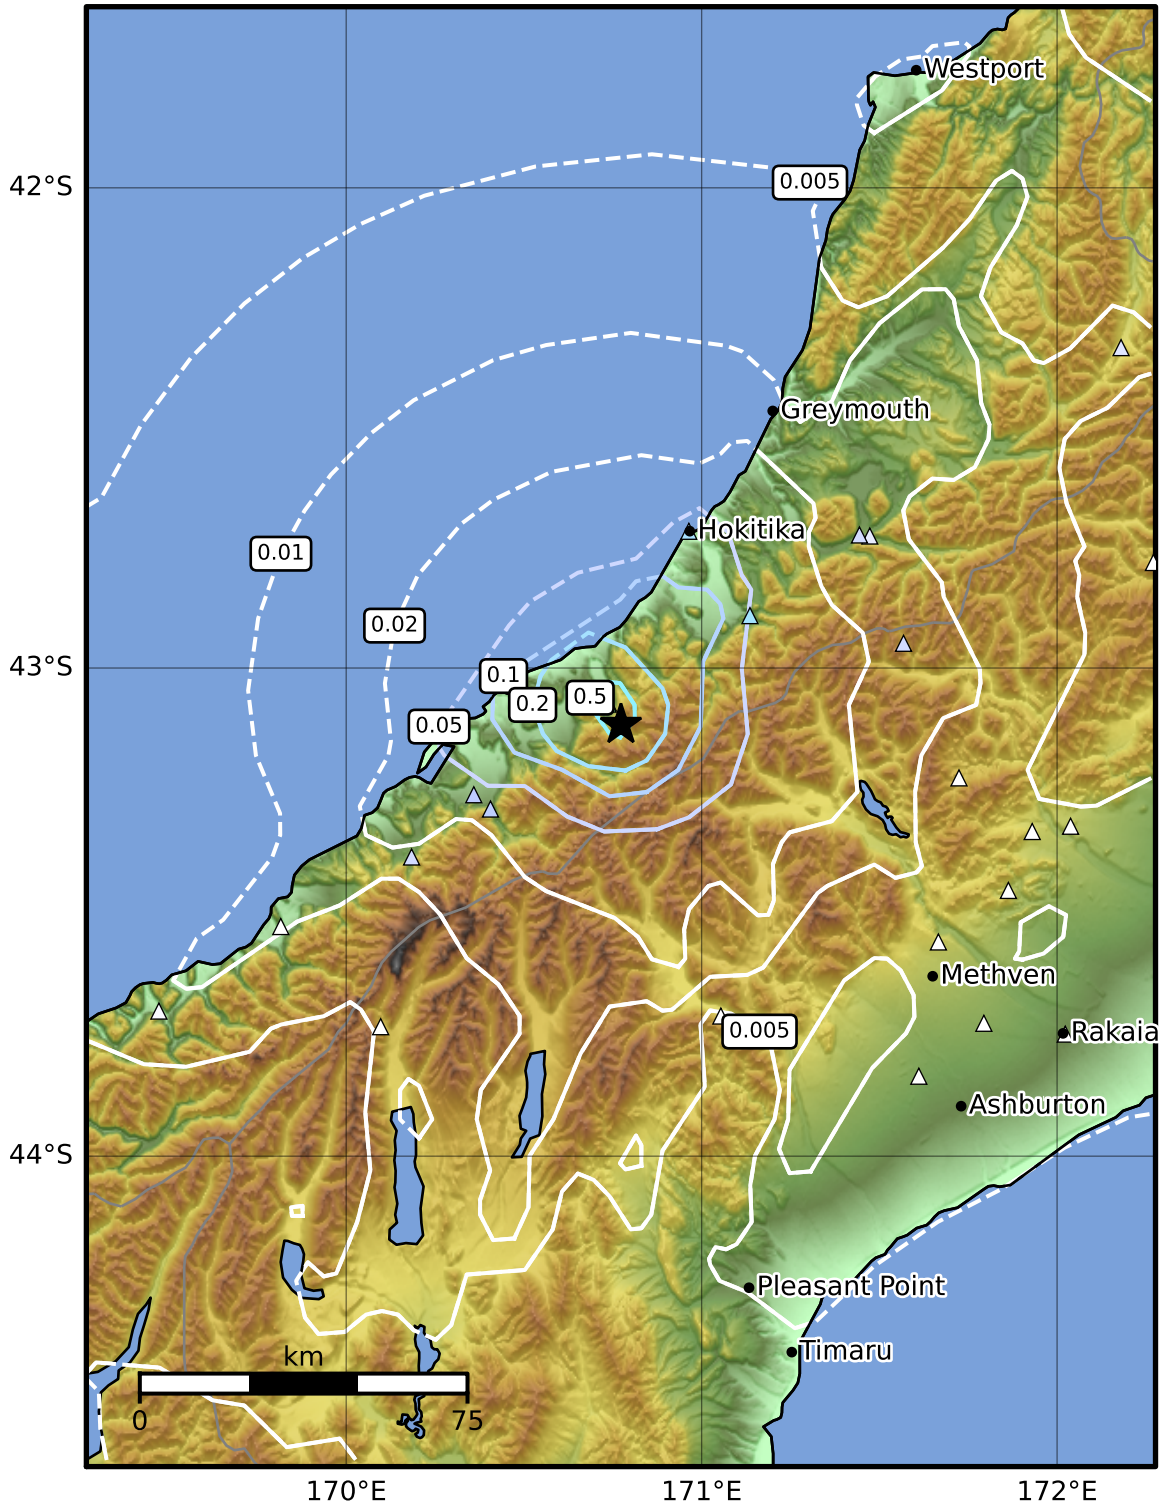 Westport
0.005
42°S
Greymouth
Hokitika
0.01
0.02
43°S
0.1
0.2
0.5
0.05
Methven
0.005
Rakaia
Ashburton
44°S
Pleasant Point
Timaru
km
0 75
170°E 171°E 172°E